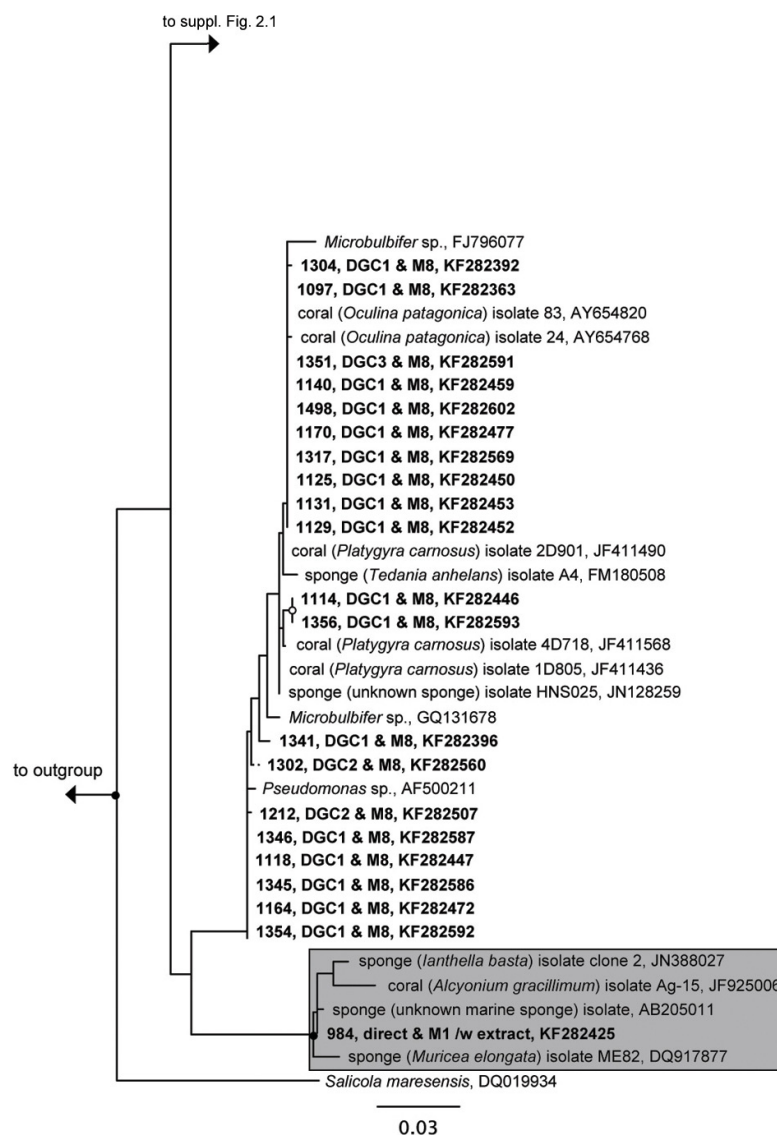 to suppl. Fig. 2.1
Microbulbifer sp., FJ796077
1304, DGC1 & M8, KF282392
1097, DGC1 & M8, KF282363
coral (Oculina patagonica) isolate 83, AY654820
coral (Oculina patagonica) isolate 24, AY654768
1351, DGC3 & M8, KF282591
1140, DGC1 & M8, KF282459
1498, DGC1 & M8, KF282602
1170, DGC1 & M8, KF282477
1317, DGC1 & M8, KF282569
1125, DGC1 & M8, KF282450
1131, DGC1 & M8, KF282453
1129, DGC1 & M8, KF282452
coral (Platygyra carnosus) isolate 2D901, JF411490
sponge (Tedania anhelans) isolate A4, FM180508
1114, DGC1 & M8, KF282446
1356, DGC1 & M8, KF282593
coral (Platygyra carnosus) isolate 4D718, JF411568
coral (Platygyra carnosus) isolate 1D805, JF411436
sponge (unknown sponge) isolate HNS025, JN128259
Microbulbifer sp., GQ131678
1341, DGC1 & M8, KF282396
1302, DGC2 & M8, KF282560
to outgroup
Pseudomonas sp., AF500211
1212, DGC2 & M8, KF282507
1346, DGC1 & M8, KF282587
1118, DGC1 & M8, KF282447
1345, DGC1 & M8, KF282586
1164, DGC1 & M8, KF282472
1354, DGC1 & M8, KF282592
sponge (Ianthella basta) isolate clone 2, JN388027
coral (Alcyonium gracillimum) isolate Ag-15, JF925006
sponge (unknown marine sponge) isolate, AB205011
984, direct & M1 /w extract, KF282425
sponge (Muricea elongata) isolate ME82, DQ917877
Salicola maresensis, DQ019934
0.03